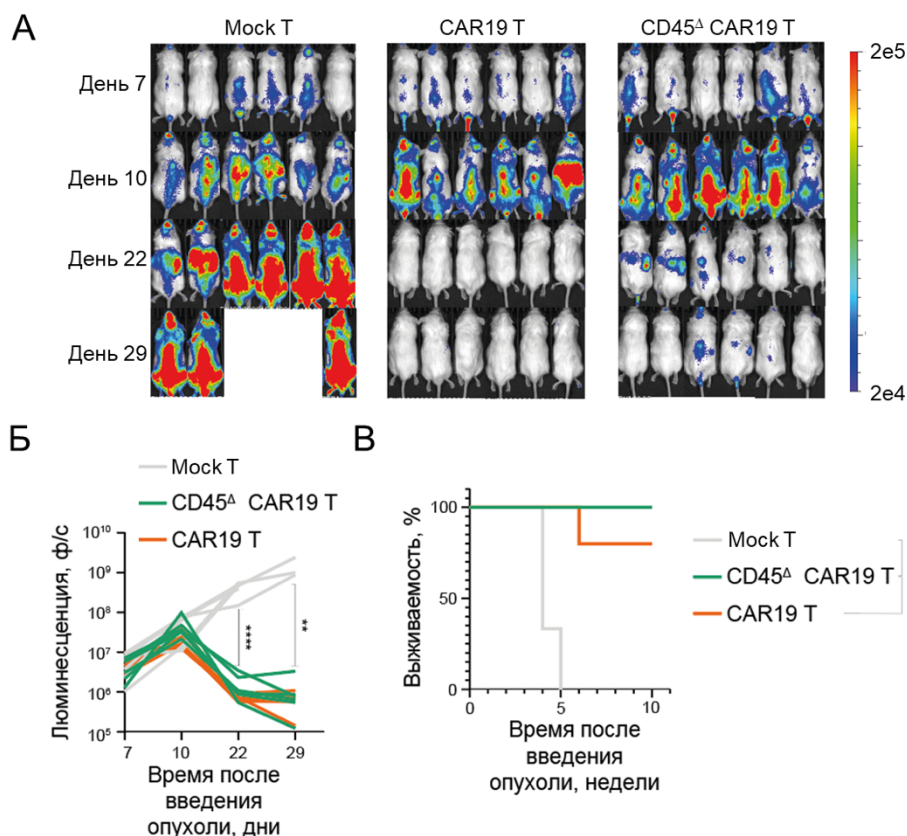 А
Mock T
CAR19 T
CD45Δ CAR19 T
День 7
День 10
День 22
День 29
2e5
2e4
Б
Mock T
CD45Δ CAR19 T
CAR19 T
Люминесценция, ф/с
10¹⁰
10⁹
10⁸
10⁷
10⁶
10⁵
****
**
7 10 22 29
Время после
введения
опухоли, дни
В
Выживаемость, %
100
50
0
0 5 10
Время после
введения
опухоли, недели
Mock T
CD45Δ CAR19 T
CAR19 T